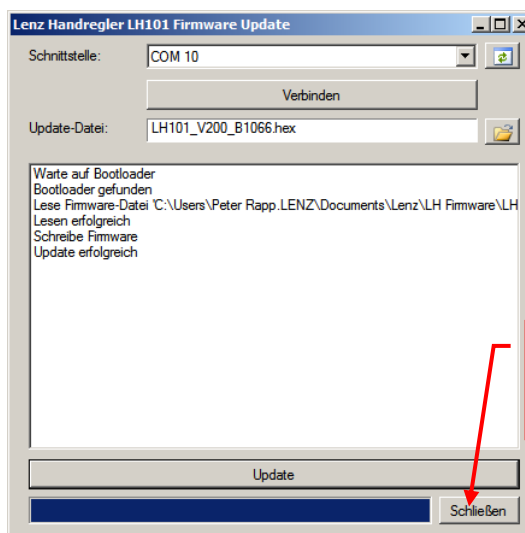 Lenz Handregler LH101 Firmware Update
Schnittstelle: COM 10
Verbinden
Update-Datei: LH101_V200_B1066.hex
Warte auf Bootloader
Bootloader gefunden
Lese Firmware-Datei 'C:\Users\Peter Rapp.LENZ\Documents\Lenz\LH Firmware\LH
Lesen erfolgreich
Schreibe Firmware
Update erfolgreich
Update
Schließen